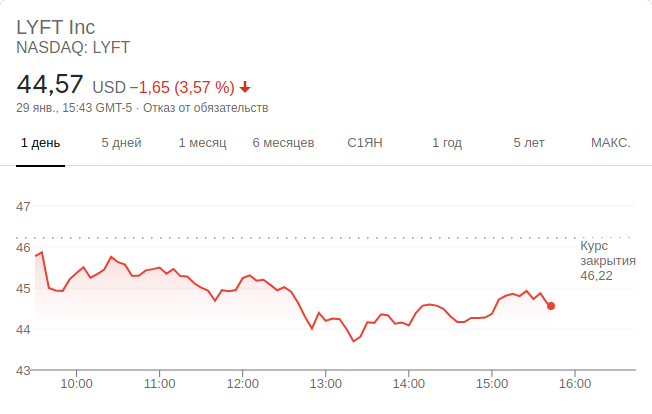 LYFT Inc
NASDAQ: LYFT
44,57 USD −1,65 (3,57 %)
29 янв., 15:43 GMT-5 · Отказ от обязательств
1 день 5 дней 1 месяц 6 месяцев С1ЯН 1 год 5 лет МАКС.
47
46
45
44
43
Курс
закрытия
46,22
10:00 11:00 12:00 13:00 14:00 15:00 16:00